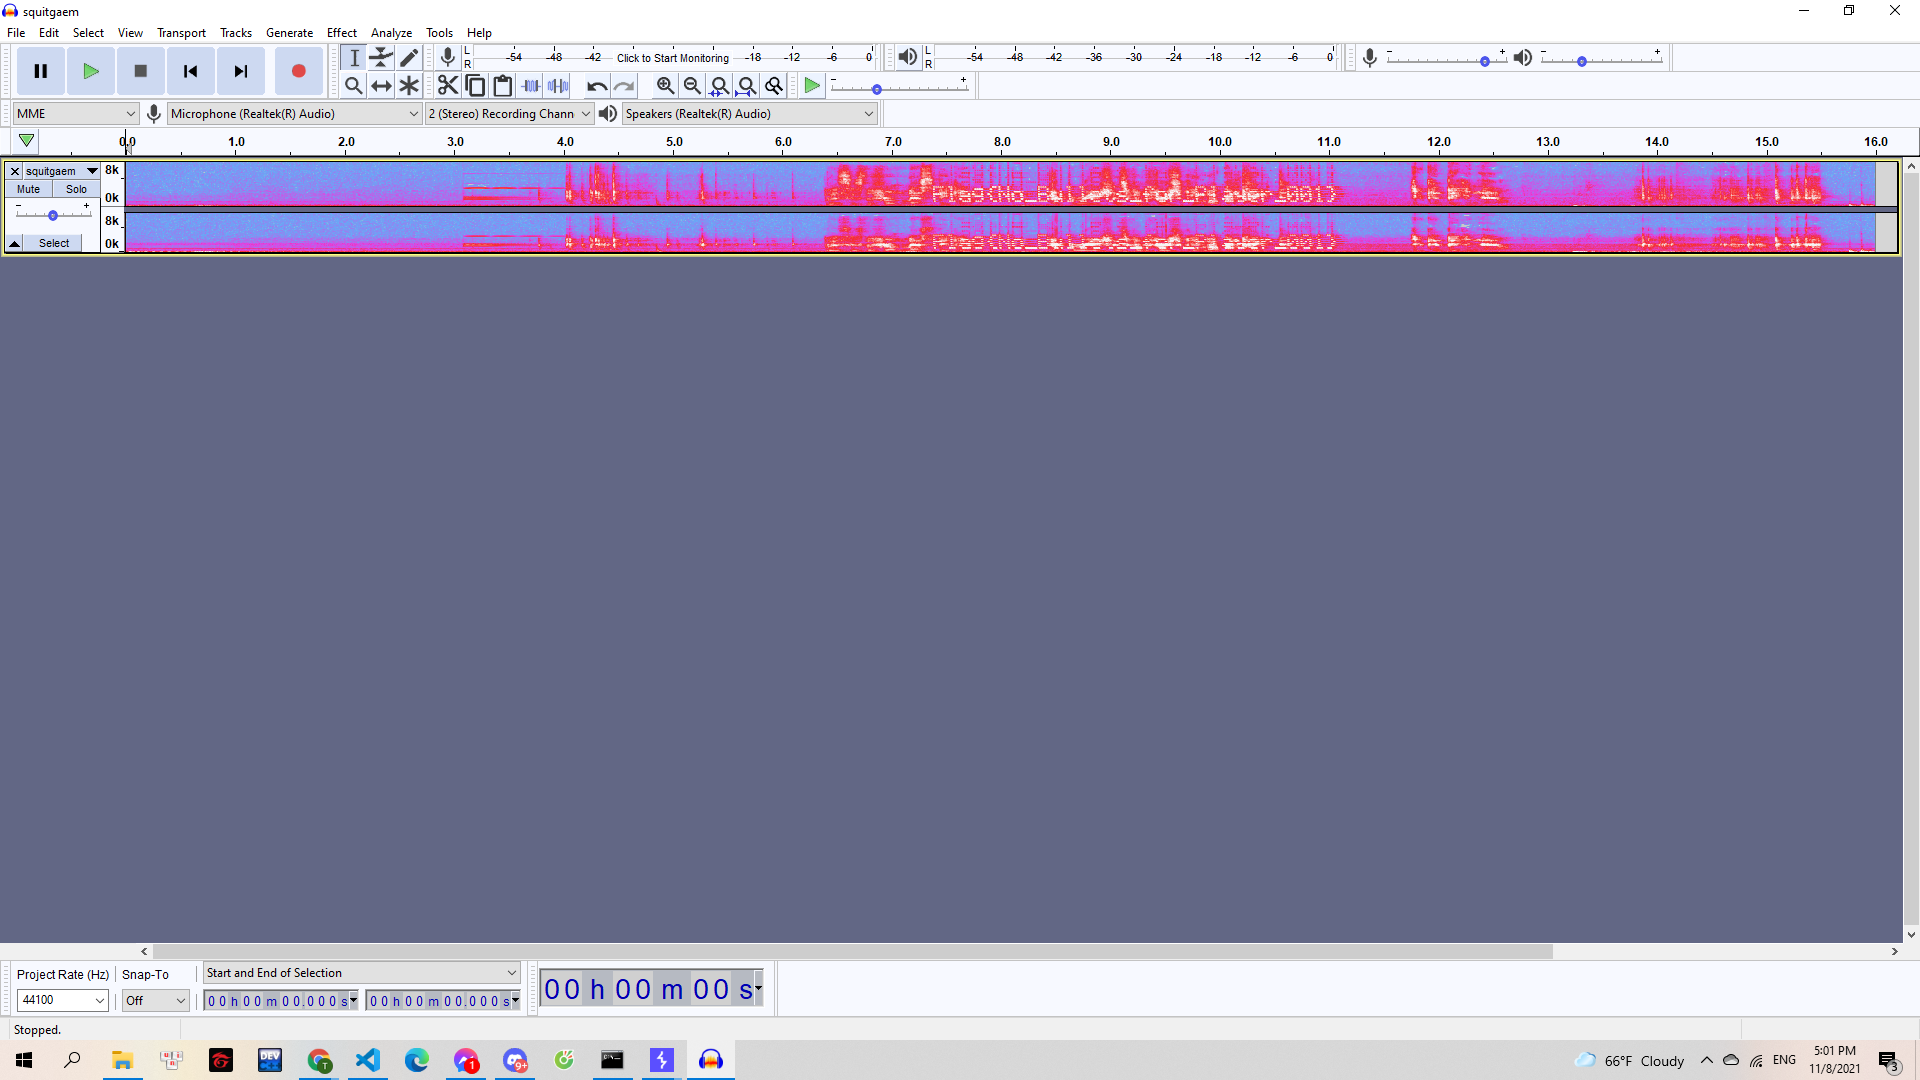 squitgaem
File Edit Select View Transport Tracks Generate Effect Analyze Tools Help
L R -54 -48 -42 Click to Start Monitoring -18 -12 -6 0
L R -54 -48 -42 -36 -30 -24 -18 -12 -6 0
- + - +
- +
MME Microphone (Realtek(R) Audio) 2 (Stereo) Recording Chann Speakers (Realtek(R) Audio)
0.0 1.0 2.0 3.0 4.0 5.0 6.0 7.0 8.0 9.0 10.0 11.0 12.0 13.0 14.0 15.0 16.0
squitgaem 8k
Mute Solo 0k
- + 8k
Select 0k
Project Rate (Hz) Snap-To Start and End of Selection
44100 Off 00 h 00 m 00.000 s 00 h 00 m 00.000 s 00 h 00 m 00 s
Stopped.
DEV T 1 9+ 66°F Cloudy ENG 5:01 PM
11/8/2021 3